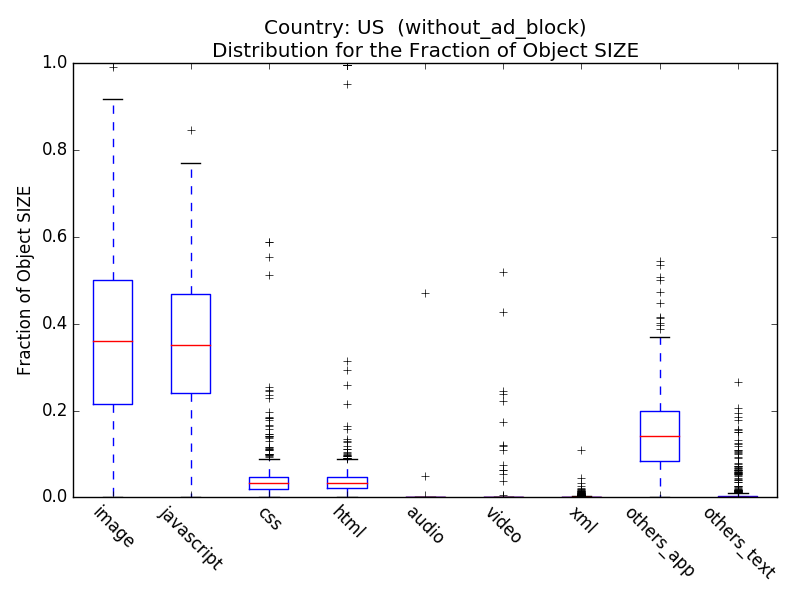 Country: US  (without_ad_block)
Distribution for the Fraction of Object SIZE
Fraction of Object SIZE
1.0
0.8
0.6
0.4
0.2
0.0
image
javascript
css
html
audio
video
xml
others_app
others_text